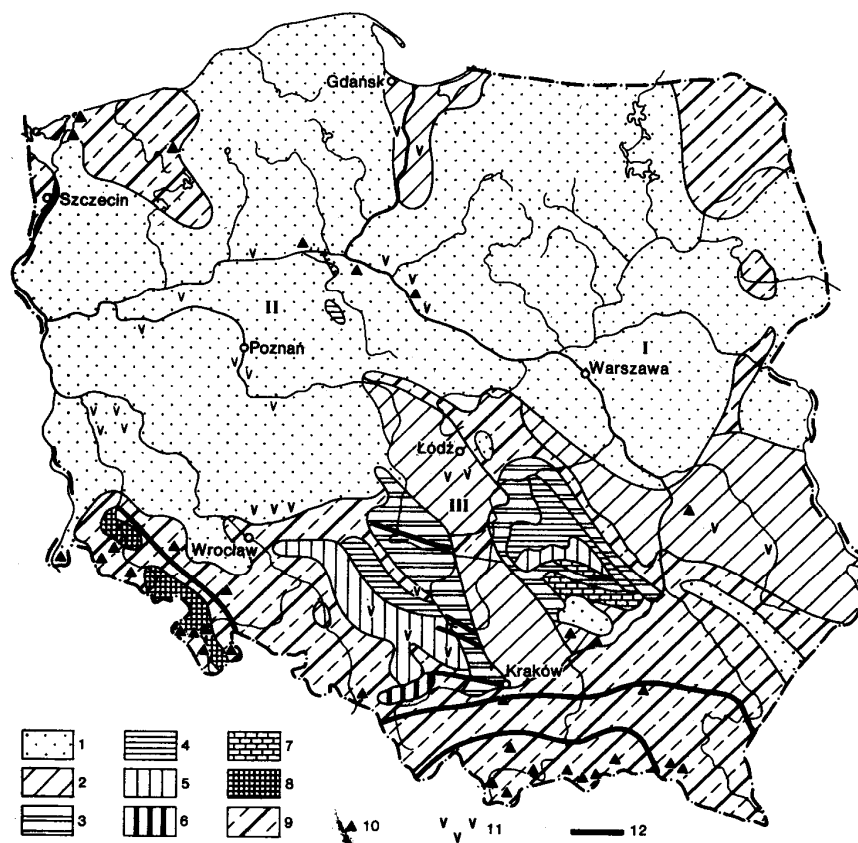 Gdańsk
Szczecin
II
Poznań
I
Warszawa
Łódź
III
Wrocław
Kraków
1 4 7
2 5 8
3 6 9
10 11 12